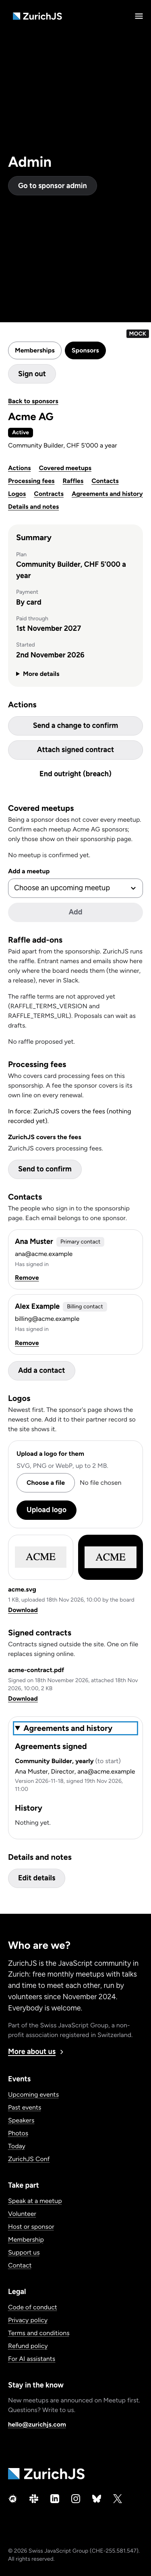 ZurichJS
Admin
Go to sponsor admin
MOCK
Memberships
Sponsors
Sign out
Back to sponsors
Acme AG
Active
Community Builder, CHF 5'000 a year
Actions Covered meetups
Processing fees Raffles Contacts
Logos Contracts Agreements and history
Details and notes
Summary
Plan
Community Builder, CHF 5'000 a
year
Payment
By card
Paid through
1st November 2027
Started
2nd November 2026
More details
Actions
Send a change to confirm
Attach signed contract
End outright (breach)
Covered meetups
Being a sponsor does not cover every meetup.
Confirm each meetup Acme AG sponsors;
only those show on their sponsorship page.
No meetup is confirmed yet.
Add a meetup
Choose an upcoming meetup
Add
Raffle add-ons
Paid apart from the sponsorship. ZurichJS runs
the raffle. Entrant names and emails show here
only where the board needs them (the winner,
a release), never in Slack.
The raffle terms are not approved yet
(RAFFLE_TERMS_VERSION and
RAFFLE_TERMS_URL). Proposals can wait as
drafts.
No raffle proposed yet.
Processing fees
Who covers card processing fees on this
sponsorship. A fee the sponsor covers is its
own line on every renewal.
In force: ZurichJS covers the fees (nothing
recorded yet).
ZurichJS covers the fees
ZurichJS covers processing fees.
Send to confirm
Contacts
The people who sign in to the sponsorship
page. Each email belongs to one sponsor.
Ana Muster Primary contact
ana@acme.example
Has signed in
Remove
Alex Example Billing contact
billing@acme.example
Has signed in
Remove
Add a contact
Logos
Newest first. The sponsor's page shows the
newest one. Add it to their partner record so
the site shows it.
Upload a logo for them
SVG, PNG or WebP, up to 2 MB.
Choose a file No file chosen
Upload logo
ACME
ACME
acme.svg
1 KB, uploaded 18th Nov 2026, 10:00 by the board
Download
Signed contracts
Contracts signed outside the site. One on file
replaces signing online.
acme-contract.pdf
Signed on 18th November 2026, attached 18th Nov
2026, 10:00, 2 KB
Download
Agreements and history
Agreements signed
Community Builder, yearly (to start)
Ana Muster, Director, ana@acme.example
Version 2026-11-18, signed 19th Nov 2026,
11:00
History
Nothing yet.
Details and notes
Edit details
Who are we?
ZurichJS is the JavaScript community in
Zurich: free monthly meetups with talks
and time to meet each other, run by
volunteers since November 2024.
Everybody is welcome.
Part of the Swiss JavaScript Group, a non-
profit association registered in Switzerland.
More about us
Events
Upcoming events
Past events
Speakers
Photos
Today
ZurichJS Conf
Take part
Speak at a meetup
Volunteer
Host or sponsor
Membership
Support us
Contact
Legal
Code of conduct
Privacy policy
Terms and conditions
Refund policy
For AI assistants
Stay in the know
New meetups are announced on Meetup first.
Questions? Write to us.
hello@zurichjs.com
ZurichJS
© 2026 Swiss JavaScript Group (CHE-255.581.547).
All rights reserved.